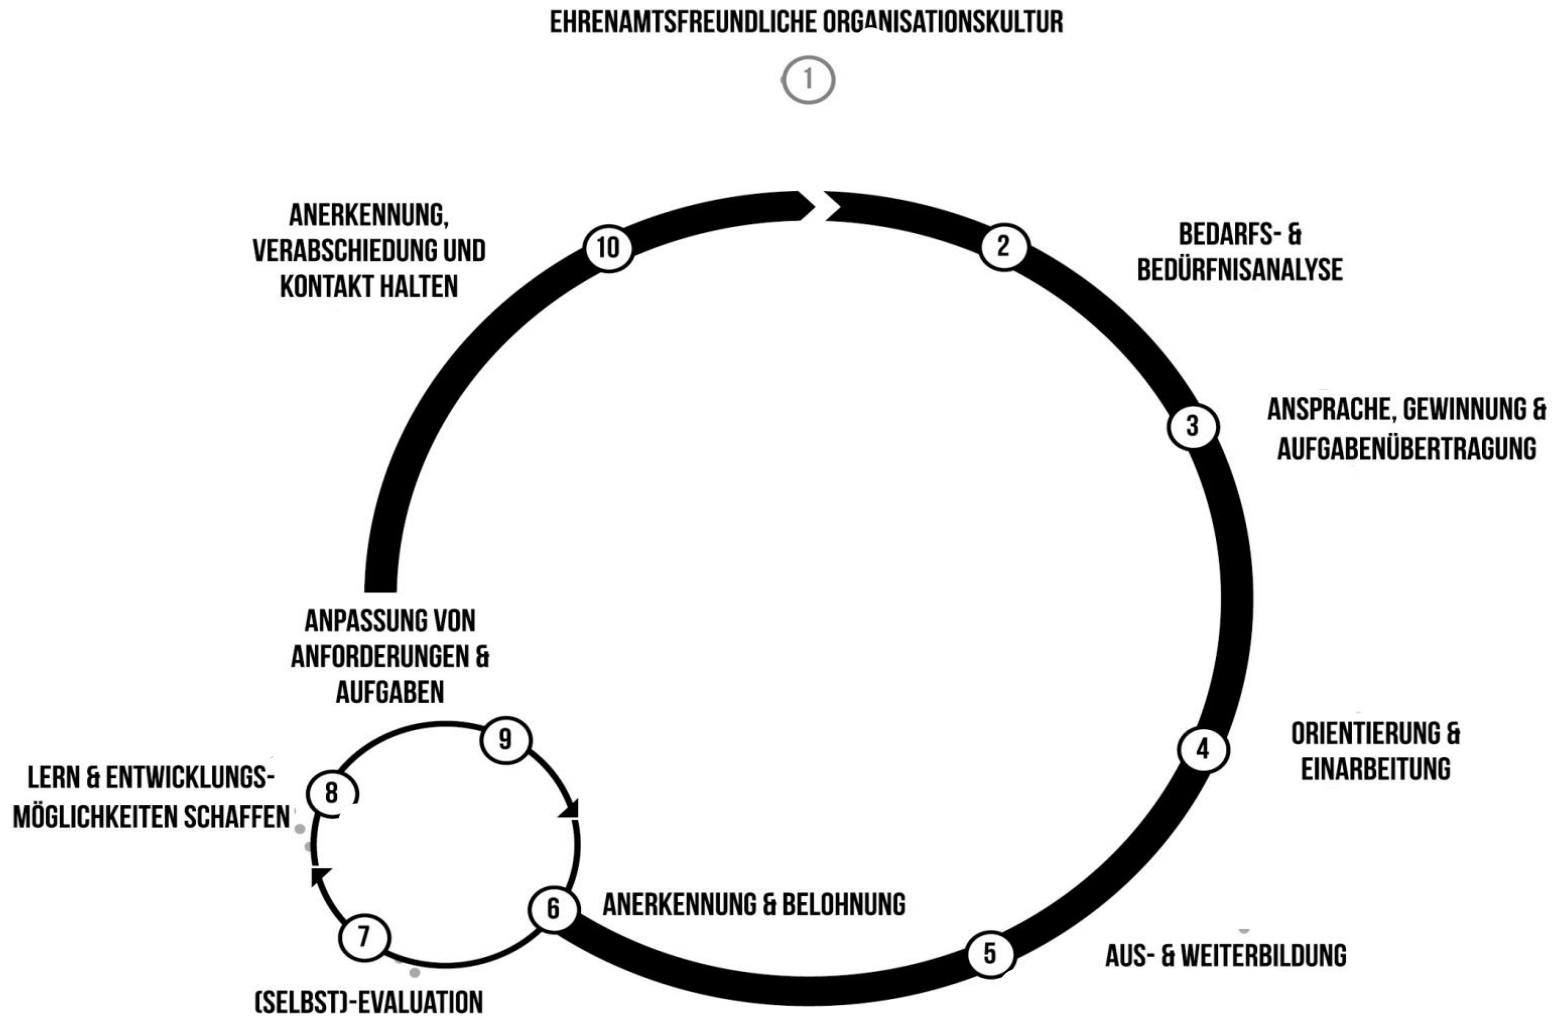 EHRENAMTSFREUNDLICHE ORGANISATIONSKULTUR
1
2
BEDARFS- &
BEDÜRFNISANALYSE
3
ANSPRACHE, GEWINNUNG &
AUFGABENÜBERTRAGUNG
4
ORIENTIERUNG &
EINARBEITUNG
5
AUS- & WEITERBILDUNG
6
ANERKENNUNG & BELOHNUNG
7
(SELBST)-EVALUATION
8
LERN & ENTWICKLUNGS-
MÖGLICHKEITEN SCHAFFEN
9
ANPASSUNG VON
ANFORDERUNGEN &
AUFGABEN
10
ANERKENNUNG,
VERABSCHIEDUNG UND
KONTAKT HALTEN